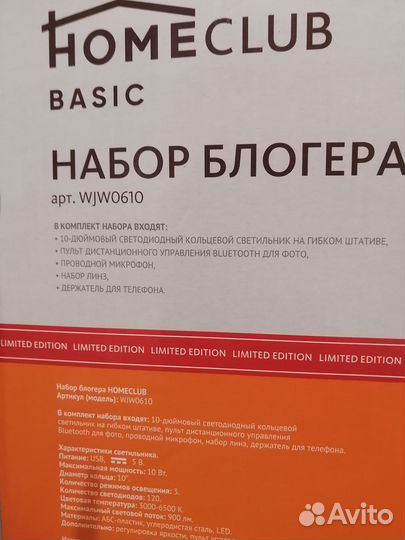 HOMECLUB
BASIC
НАБОР БЛОГЕРА
арт. WJW0610
В КОМПЛЕКТ НАБОРА ВХОДЯТ:
• 10-ДЮЙМОВЫЙ СВЕТОДИОДНЫЙ КОЛЬЦЕВОЙ СВЕТИЛЬНИК НА ГИБКОМ ШТАТИВЕ,
• ПУЛЬТ ДИСТАНЦИОННОГО УПРАВЛЕНИЯ BLUETOOTH ДЛЯ ФОТО,
• ПРОВОДНОЙ МИКРОФОН,
• НАБОР ЛИНЗ,
• ДЕРЖАТЕЛЬ ДЛЯ ТЕЛЕФОНА.
LIMITED EDITION LIMITED EDITION LIMITED EDITION LIMITED EDITION LIMITED EDITION
Набор блогера HOMECLUB
Артикул (модель): WJW0610
В комплект набора входят: 10-дюймовый светодиодный кольцевой
светильник на гибком штативе, пульт дистанционного управления
Bluetooth для фото, проводной микрофон, набор линз, держатель для телефона.
Характеристики светильника.
Питание: USB, 5 В.
Максимальная мощность: 10 Вт.
Диаметр кольца: 10"
Количество режимов освещения: 3.
Количество светодиодов: 120.
Цветовая температура: 3000-6500 К.
Максимальный световой поток: 900 лм.
Материалы: АБС-пластик, углеродистая сталь, LED.
Дополнительно: регулировка яркости, пульт
Avito